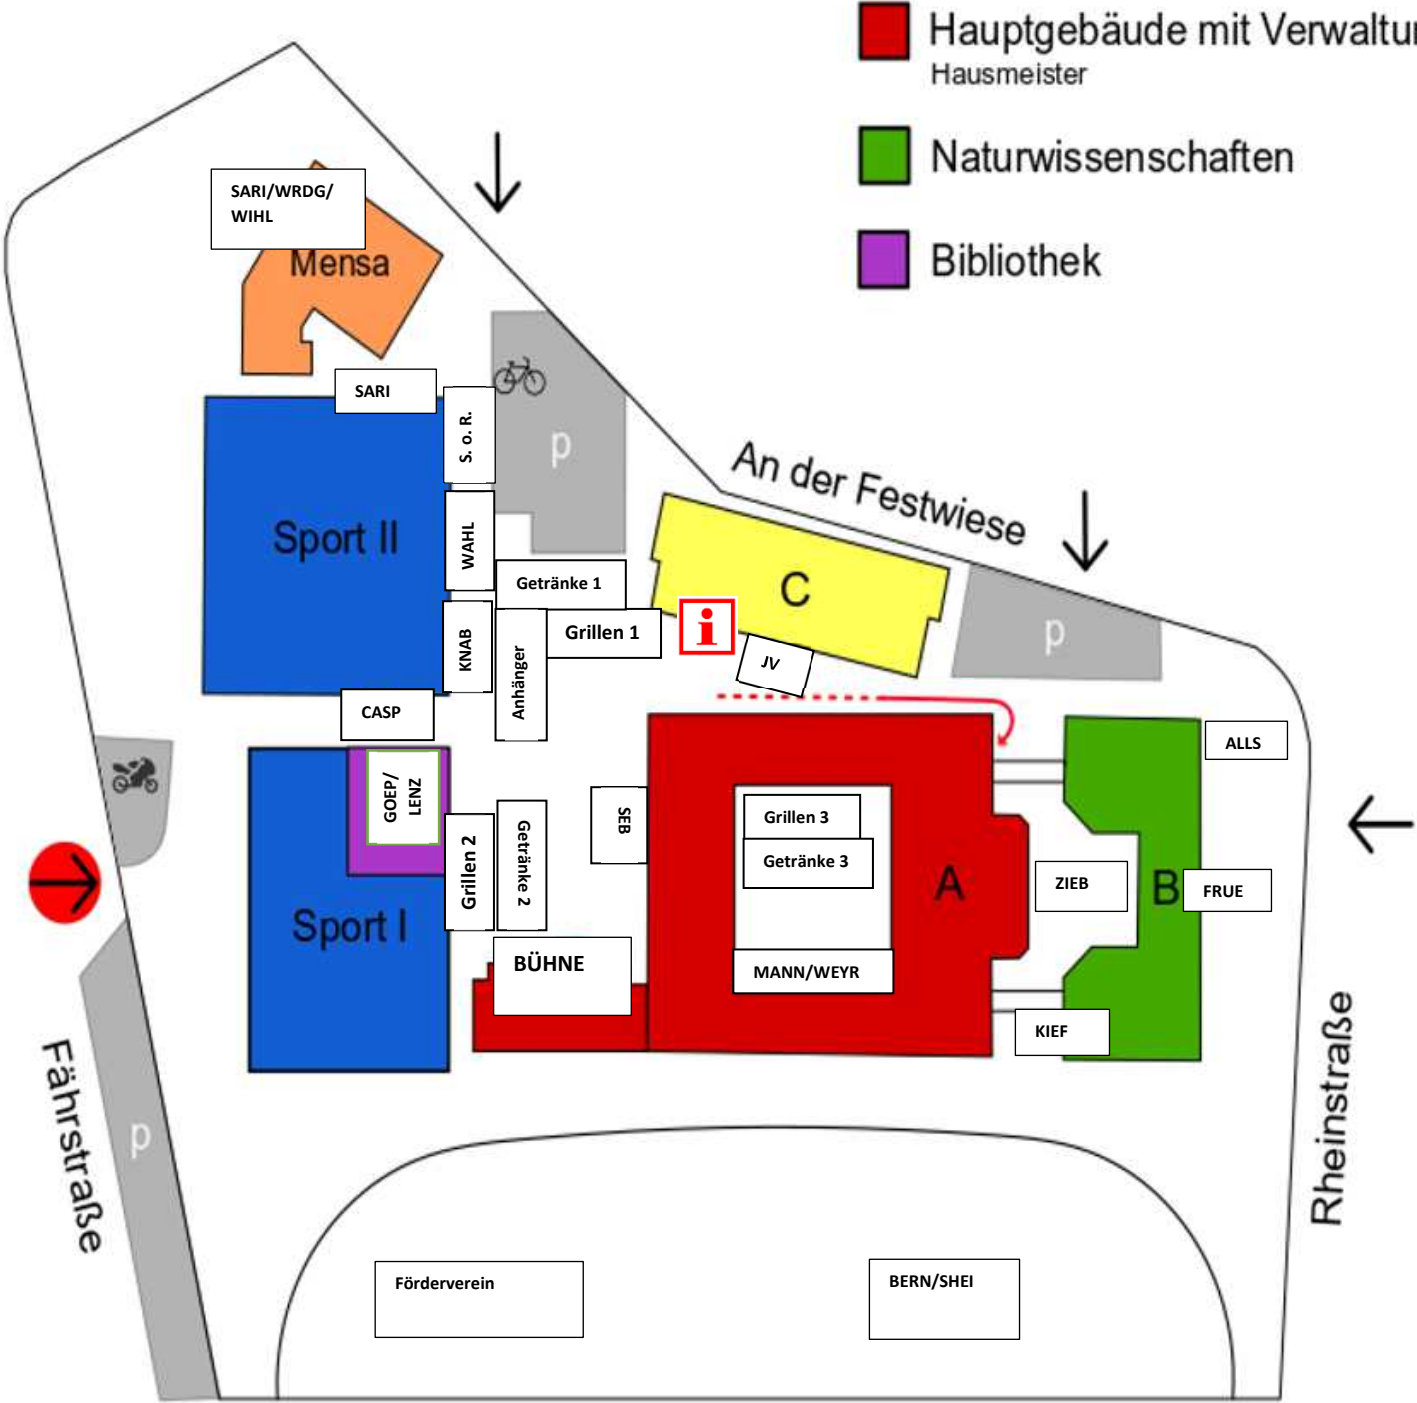 Hauptgebäude mit Verwaltu
Hausmeister
Naturwissenschaften
Bibliothek
SARI/WRDG/
WIHL
Mensa
SARI
S. o. R.
p
An der Festwiese
Sport II
WAHL
Getränke 1
C
Grillen 1
i
p
KNAB
Anhänger
JV
CASP
ALLS
GOEP/
LENZ
Grillen 2
Getränke 2
SEB
Grillen 3
Getränke 3
A
ZIEB
B
FRUE
Sport I
BÜHNE
MANN/WEYR
KIEF
Fährstraße
p
Rheinstraße
Förderverein
BERN/SHEI